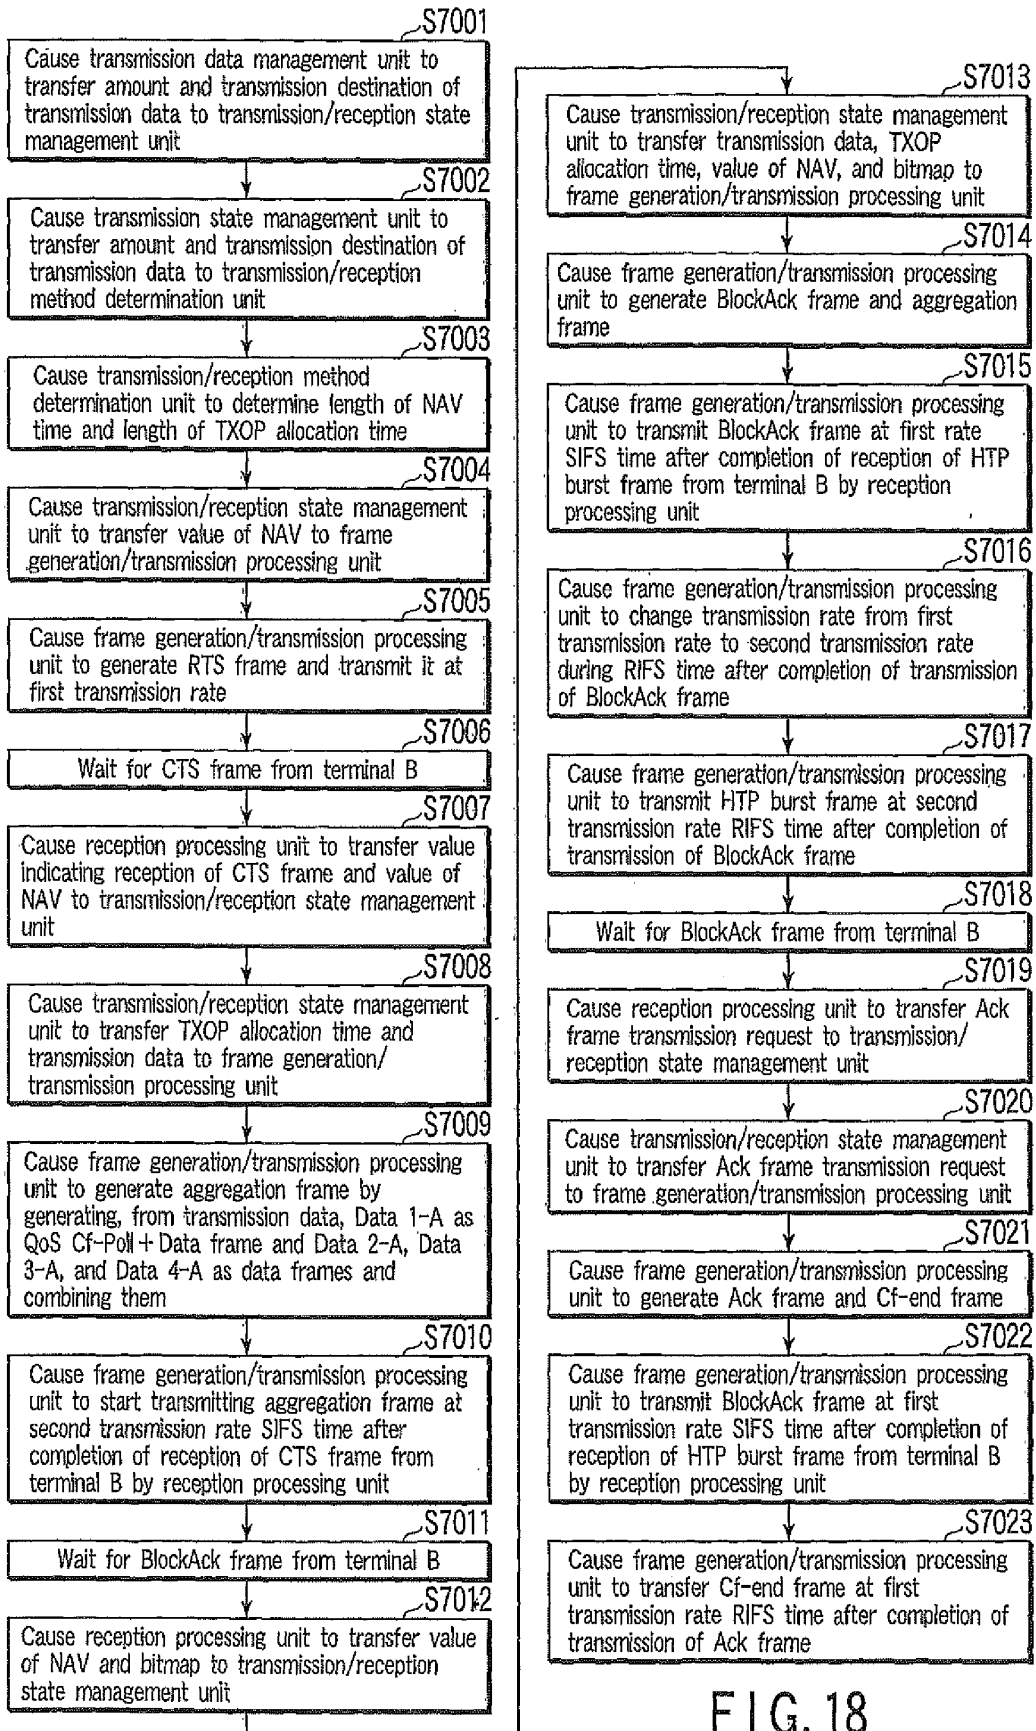 S7001
Cause transmission data management unit to
transfer amount and transmission destination of
transmission data to transmission/reception state
management unit
S7002
Cause transmission state management unit to
transfer amount and transmission destination of
transmission data to transmission/reception
method determination unit
S7003
Cause transmission/reception method
determination unit to determine length of NAV
time and length of TXOP allocation time
S7004
Cause transmission/reception state management
unit to transfer value of NAV to frame
generation/transmission processing unit
S7005
Cause frame generation/transmission processing
unit to generate RTS frame and transmit it at
first transmission rate
S7006
Wait for CTS frame from terminal B
S7007
Cause reception processing unit to transfer value
indicating reception of CTS frame and value of
NAV to transmission/reception state management
unit
S7008
Cause transmission/reception state management
unit to transfer TXOP allocation time and
transmission data to frame generation/
transmission processing unit
S7009
Cause frame generation/transmission processing
unit to generate aggregation frame by
generating, from transmission data, Data 1-A as
QoS Cf-Poll + Data frame and Data 2-A, Data
3-A, and Data 4-A as data frames and
combining them
S7010
Cause frame generation/transmission processing
unit to start transmitting aggregation frame at
second transmission rate SIFS time after
completion of reception of CTS frame from
terminal B by reception processing unit
S7011
Wait for BlockAck frame from terminal B
S7012
Cause reception processing unit to transfer value
of NAV and bitmap to transmission/reception
state management unit
S7013
Cause transmission/reception state management
unit to transfer transmission data, TXOP
allocation time, value of NAV, and bitmap to
frame generation/transmission processing unit
S7014
Cause frame generation/transmission processing
unit to generate BlockAck frame and aggregation
frame
S7015
Cause frame generation/transmission processing
unit to transmit BlockAck frame at first rate
SIFS time after completion of reception of HTP
burst frame from terminal B by reception
processing unit
S7016
Cause frame generation/transmission processing
unit to change transmission rate from first
transmission rate to second transmission rate
during RIFS time after completion of transmission
of BlockAck frame
S7017
Cause frame generation/transmission processing
unit to transmit HTP burst frame at second
transmission rate RIFS time after completion of
transmission of BlockAck frame
S7018
Wait for BlockAck frame from terminal B
S7019
Cause reception processing unit to transfer Ack
frame transmission request to transmission/
reception state management unit
S7020
Cause transmission/reception state management
unit to transfer Ack frame transmission request
to frame generation/transmission processing unit
S7021
Cause frame generation/transmission processing
unit to generate Ack frame and Cf-end frame
S7022
Cause frame generation/transmission processing
unit to transmit BlockAck frame at first
transmission rate SIFS time after completion of
reception of HTP burst frame from terminal B
by reception processing unit
S7023
Cause frame generation/transmission processing
unit to transfer Cf-end frame at first
transmission rate RIFS time after completion of
transmission of Ack frame
FIG. 18